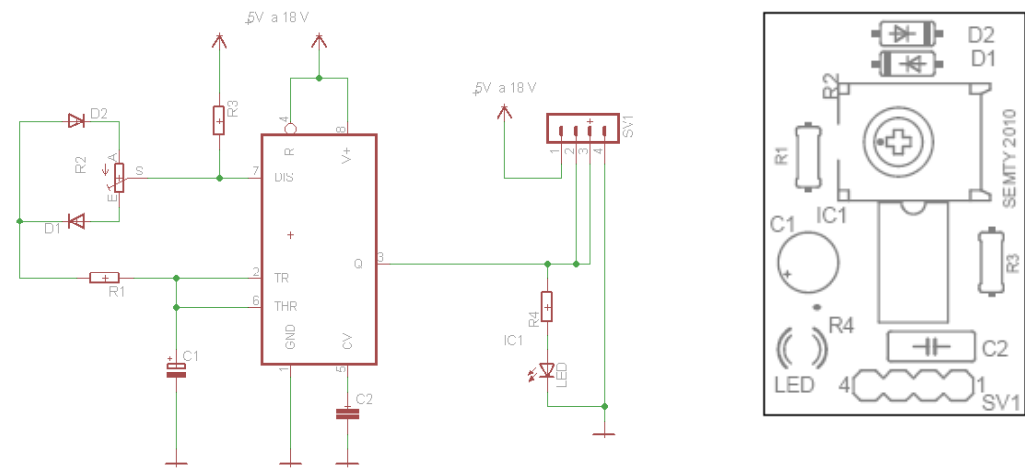 +5V a 18 V
+5V a 18 V
D2
R2
A
S
E
D1
R1
R3
4
8
R
V+
7
DIS
+
Q
3
2
TR
6
THR
GND
CV
1
5
+
C1
+
C2
SV1
+
1
2
3
4
R4
IC1
LED
D2
D1
R2
R1
SEMTY 2010
IC1
C1
+
R3
R4
C2
LED
4
1
SV1